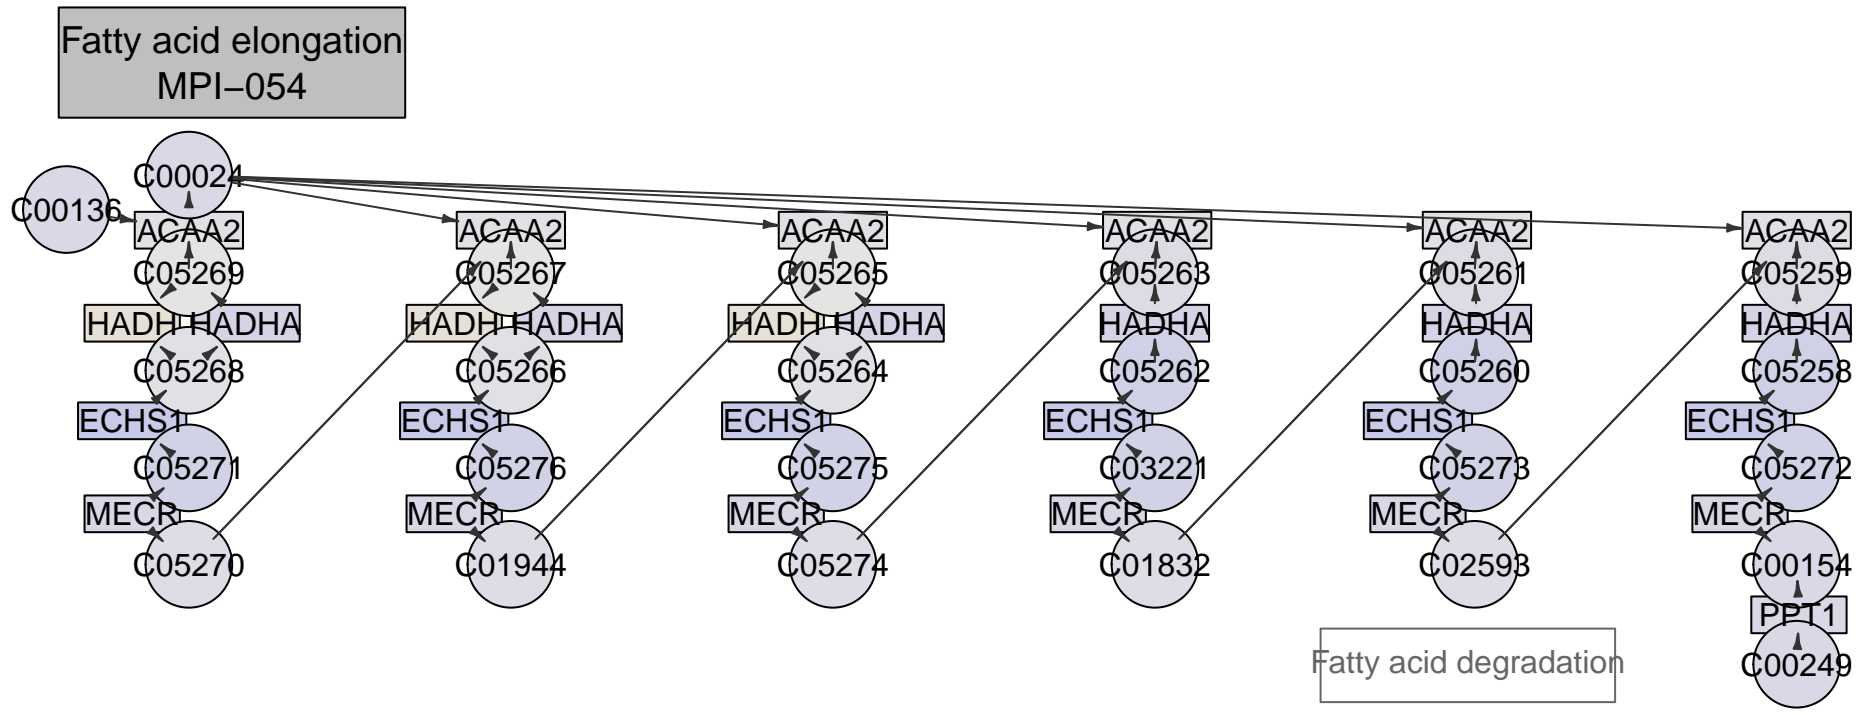 Fatty acid elongation
MPI–054
C00024
C00136
ACAA2 ACAA2 ACAA2 ACAA2 ACAA2 ACAA2
C05269 C05267 C05265 C05263 C05261 C05259
HADH HADHA HADH HADHA HADH HADHA HADHA HADHA HADHA
C05268 C05266 C05264 C05262 C05260 C05258
ECHS1 ECHS1 ECHS1 ECHS1 ECHS1 ECHS1
C05271 C05276 C05275 C03221 C05273 C05272
MECR MECR MECR MECR MECR MECR
C05270 C01944 C05274 C01832 C02593 C00154
PPT1
Fatty acid degradation C00249